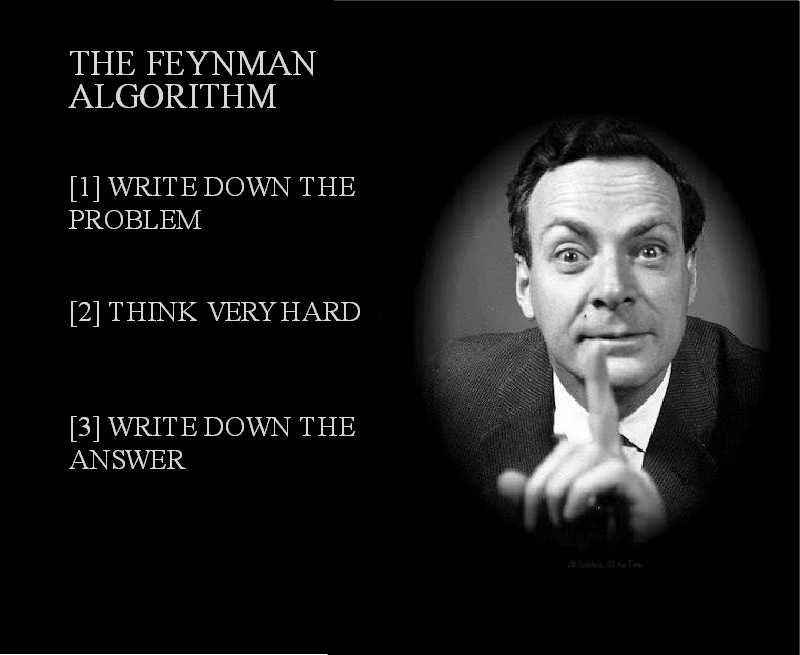 THE FEYNMAN
ALGORITHM
[1] WRITE DOWN THE
PROBLEM
[2] THINK VERY HARD
[3] WRITE DOWN THE
ANSWER